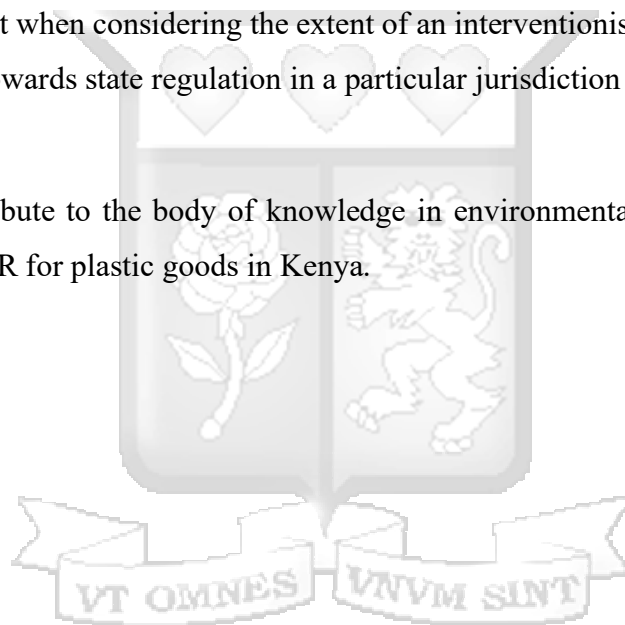 t when considering the extent of an interventionis
wards state regulation in a particular jurisdiction
bute to the body of knowledge in environmenta
R for plastic goods in Kenya.
VT OMNES VNVM SINT